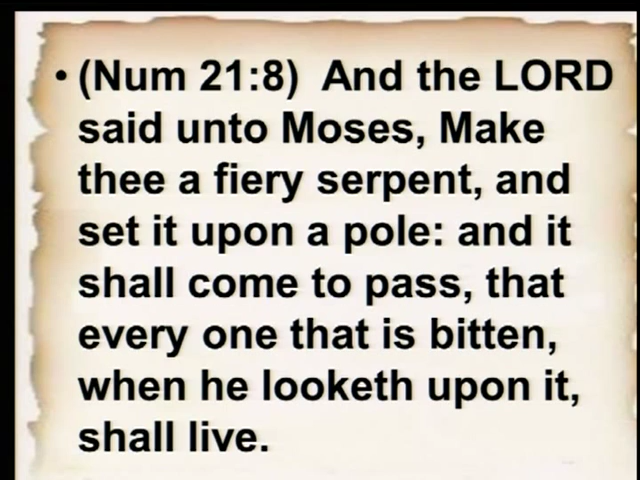 • (Num 21:8)  And the LORD
said unto Moses, Make
thee a fiery serpent, and
set it upon a pole: and it
shall come to pass, that
every one that is bitten,
when he looketh upon it,
shall live.